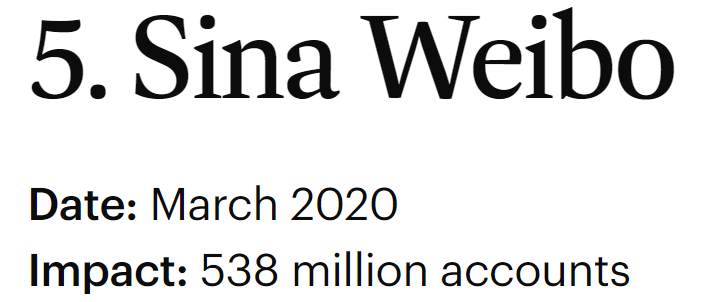 5. Sina Weibo
Date: March 2020
Impact: 538 million accounts